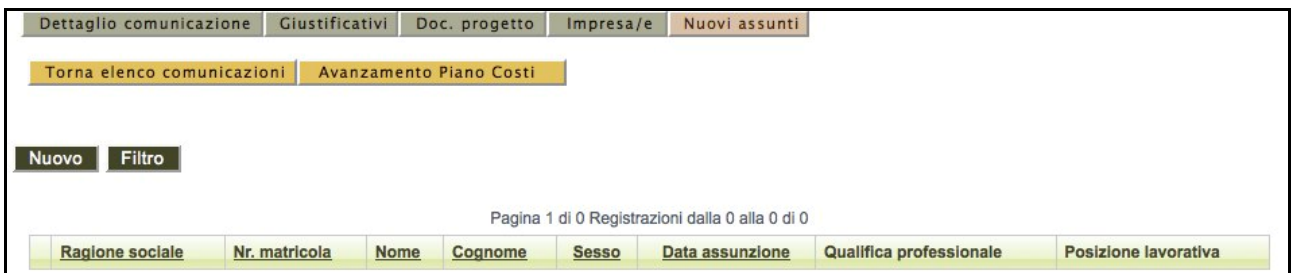 Dettaglio comunicazione Giustificativi Doc. progetto Impresa/e Nuovi assunti
Torna elenco comunicazioni Avanzamento Piano Costi
Nuovo Filtro
Pagina 1 di 0 Registrazioni dalla 0 alla 0 di 0
Ragione sociale Nr. matricola Nome Cognome Sesso Data assunzione Qualifica professionale Posizione lavorativa